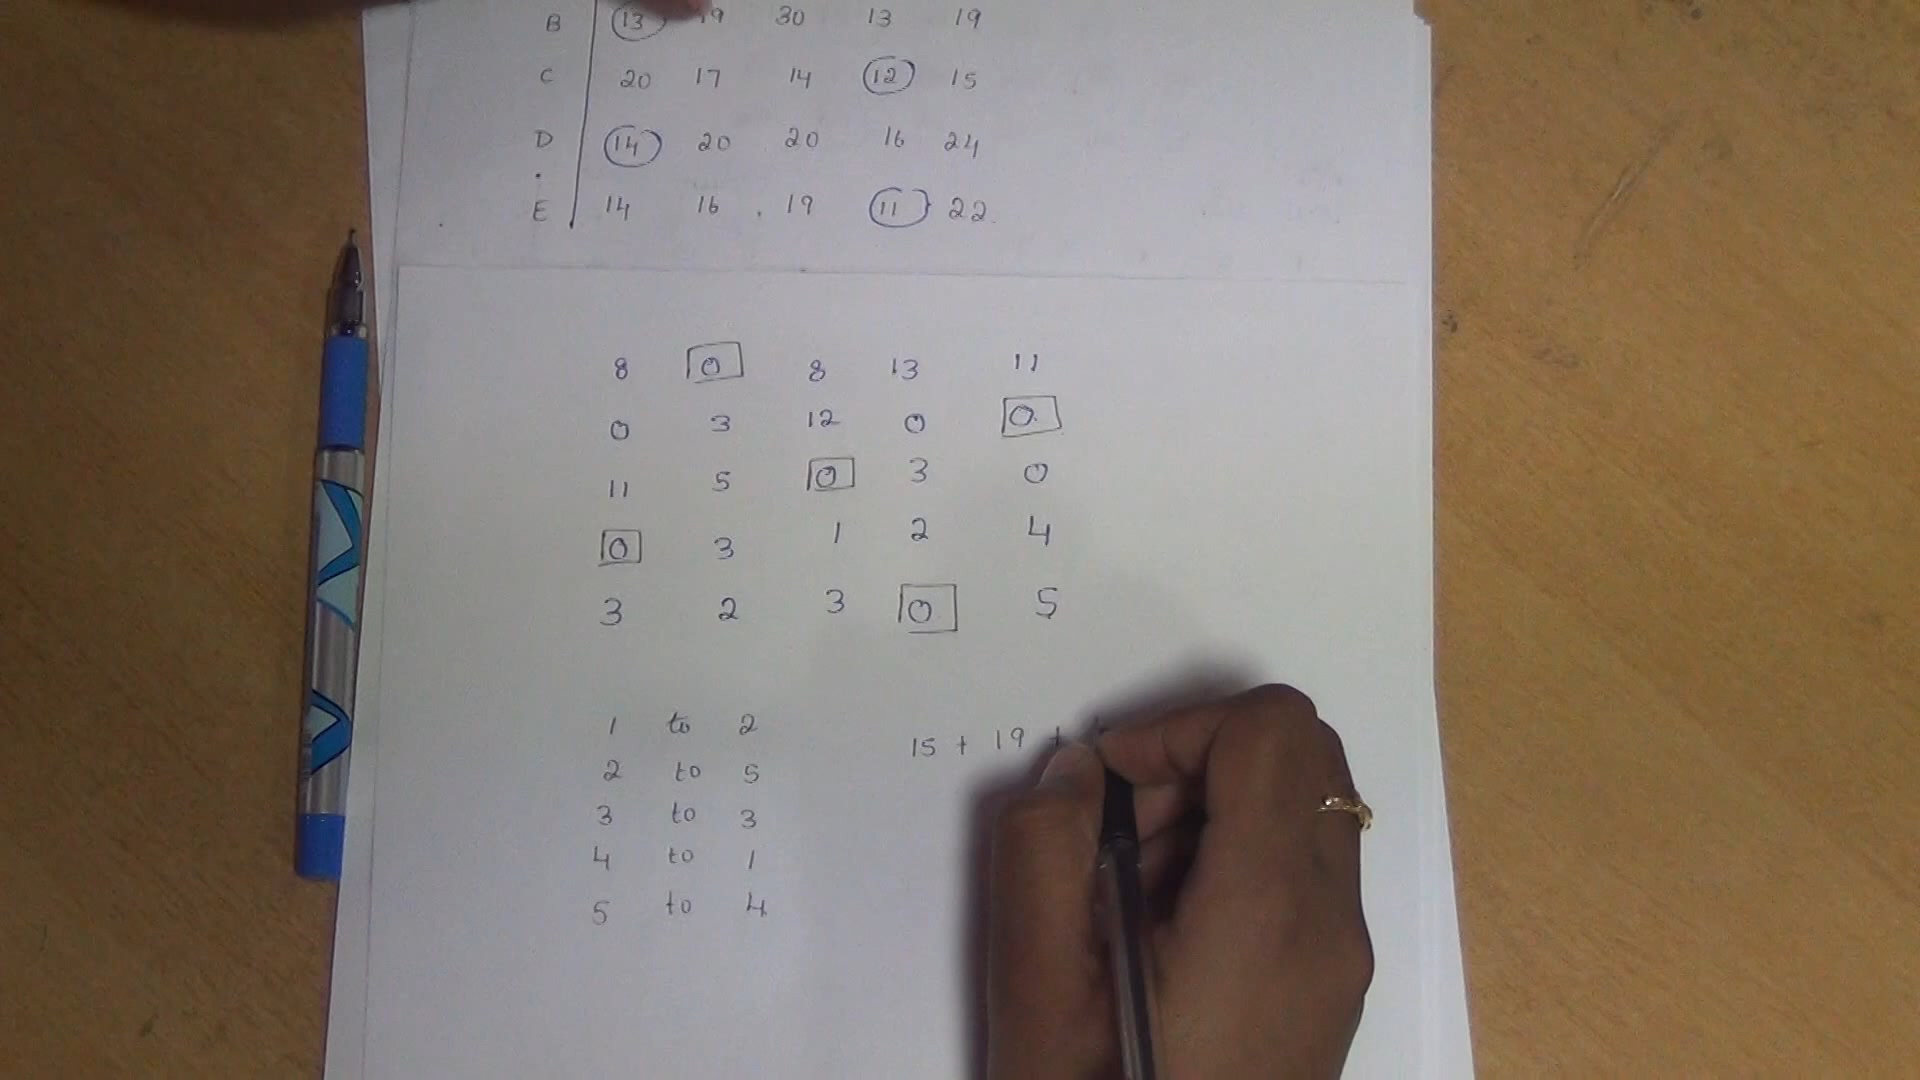 B 13 19 30 13 19
C 20 17 14 12 15
D 14 20 20 16 24
E 14 16 19 11 22
8 0 8 13 11
0 3 12 0 0
11 5 0 3 0
0 3 1 2 4
3 2 3 0 5
1 to 2
2 to 5
3 to 3
4 to 1
5 to 4
15 + 19 +